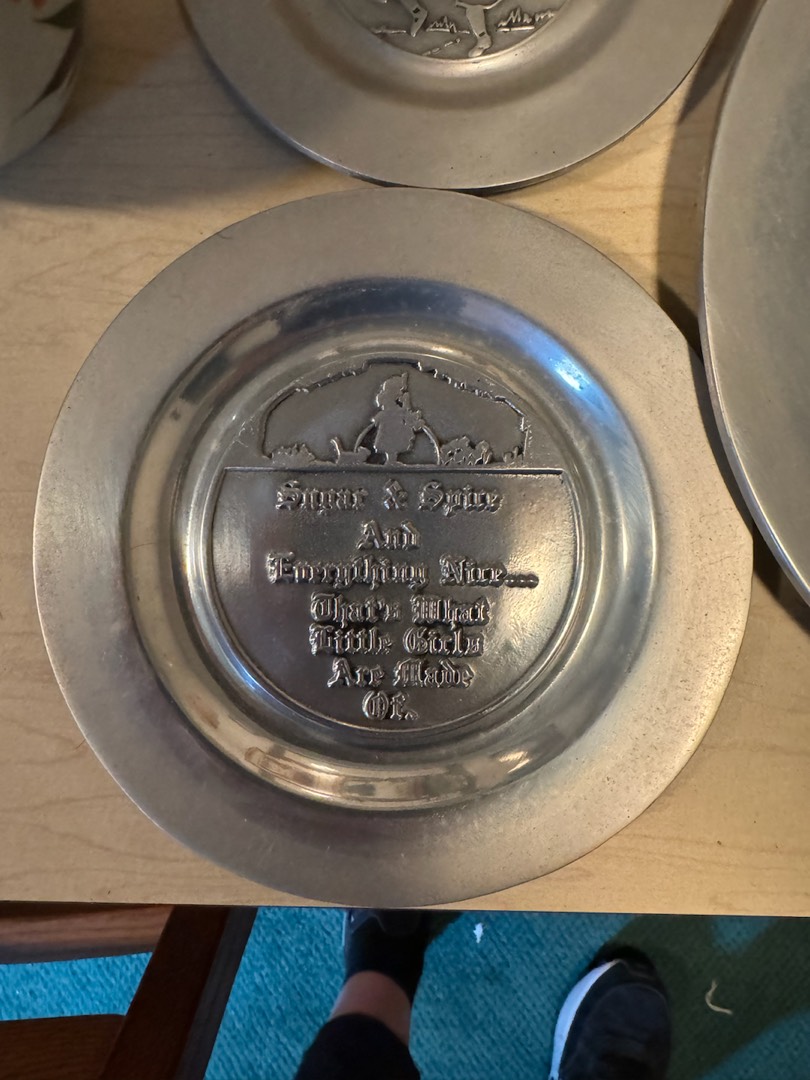 Sugar & Spice
And
Everything Nice...
That's What
Little Girls
Are Made
Of.